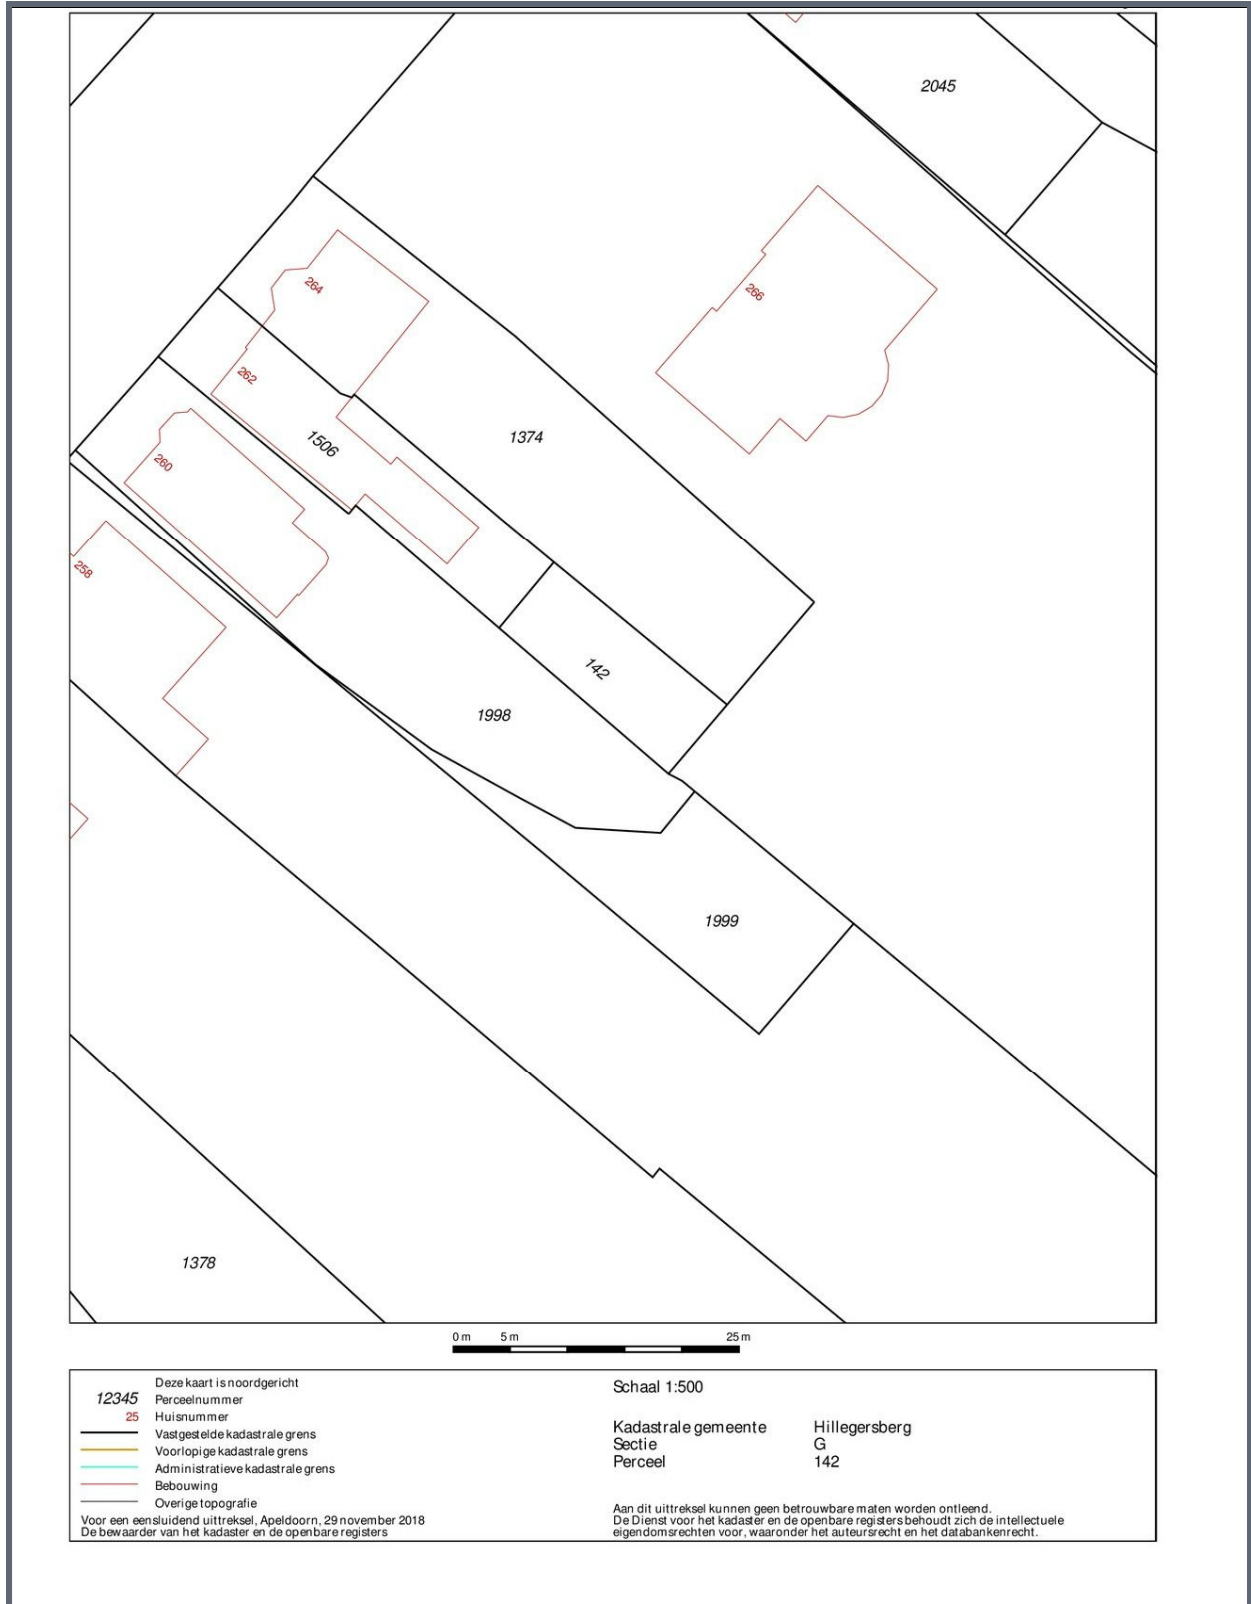 2045
264
266
262
1374
1506
260
258
142
1998
1999
1378
0 m 5 m 25 m
Deze kaart is noordgericht
12345 Perceelnummer
25 Huisnummer
Vastgestelde kadastrale grens
Voorlopige kadastrale grens
Administratieve kadastrale grens
Bebouwing
Overige topografie
Voor een eensluidend uittreksel, Apeldoorn, 29 november 2018
De bewaarder van het kadaster en de openbare registers
Schaal 1:500
Kadastrale gemeente Hillegersberg
Sectie G
Perceel 142
Aan dit uittreksel kunnen geen betrouwbare maten worden ontleend.
De Dienst voor het kadaster en de openbare registers behoudt zich de intellectuele
eigendomsrechten voor, waaronder het auteursrecht en het databankenrecht.